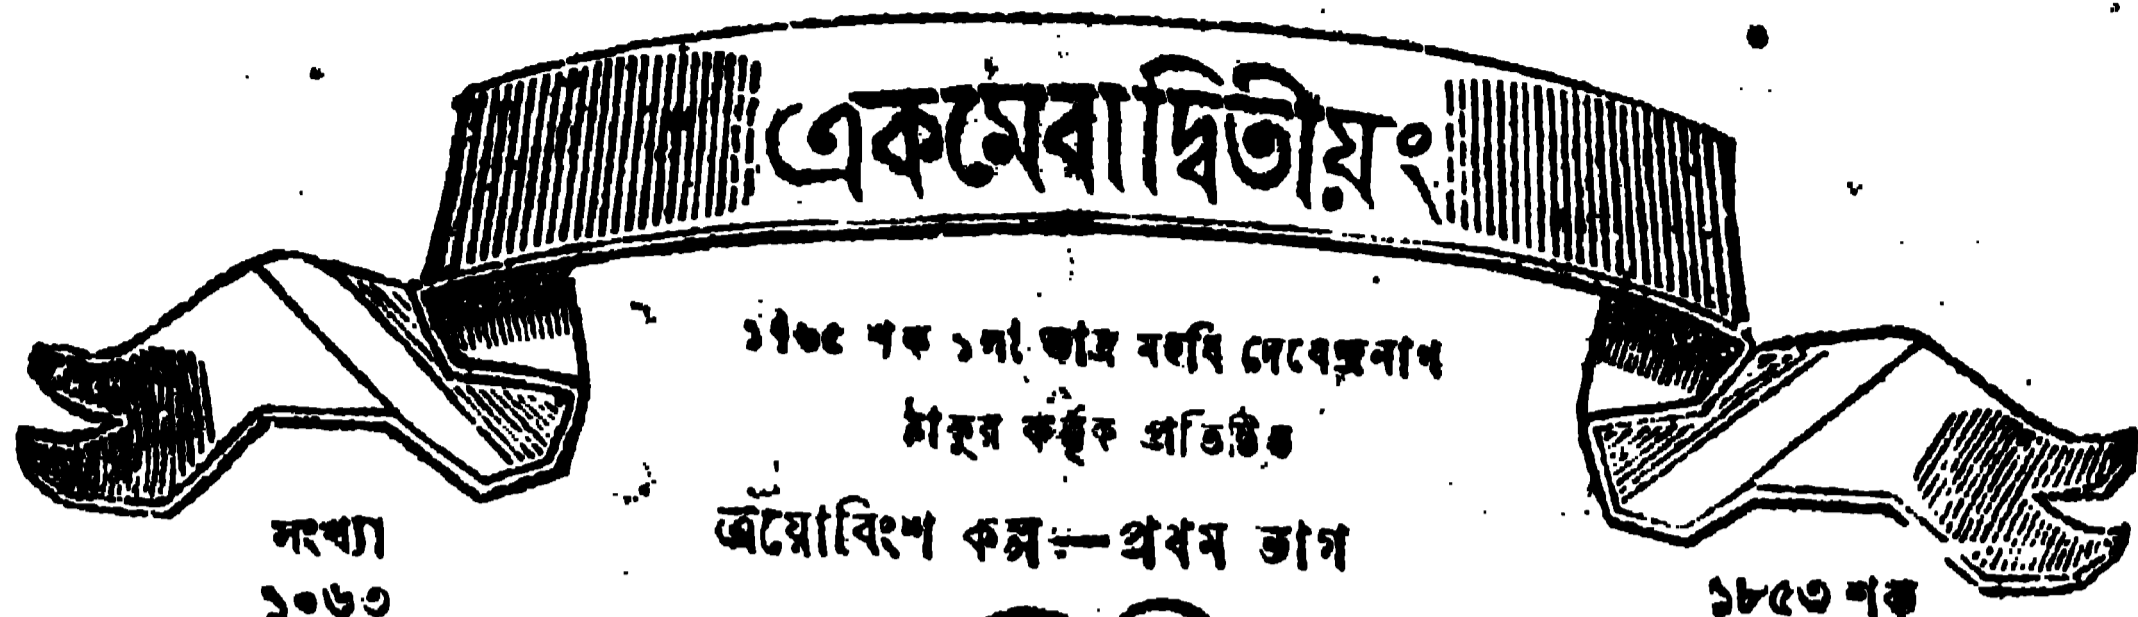 একমেবাদ্বিতীয়ং
১৭৬৫ শক ১লা ভাদ্র মহর্ষি দেবেন্দ্রনাথ
ঠাকুর কর্ত্তৃক প্রতিষ্ঠিত
ত্রয়োবিংশ কল্প—প্রথম ভাগ
সংখ্যা
১০৬৩
১৮৫৩ শক